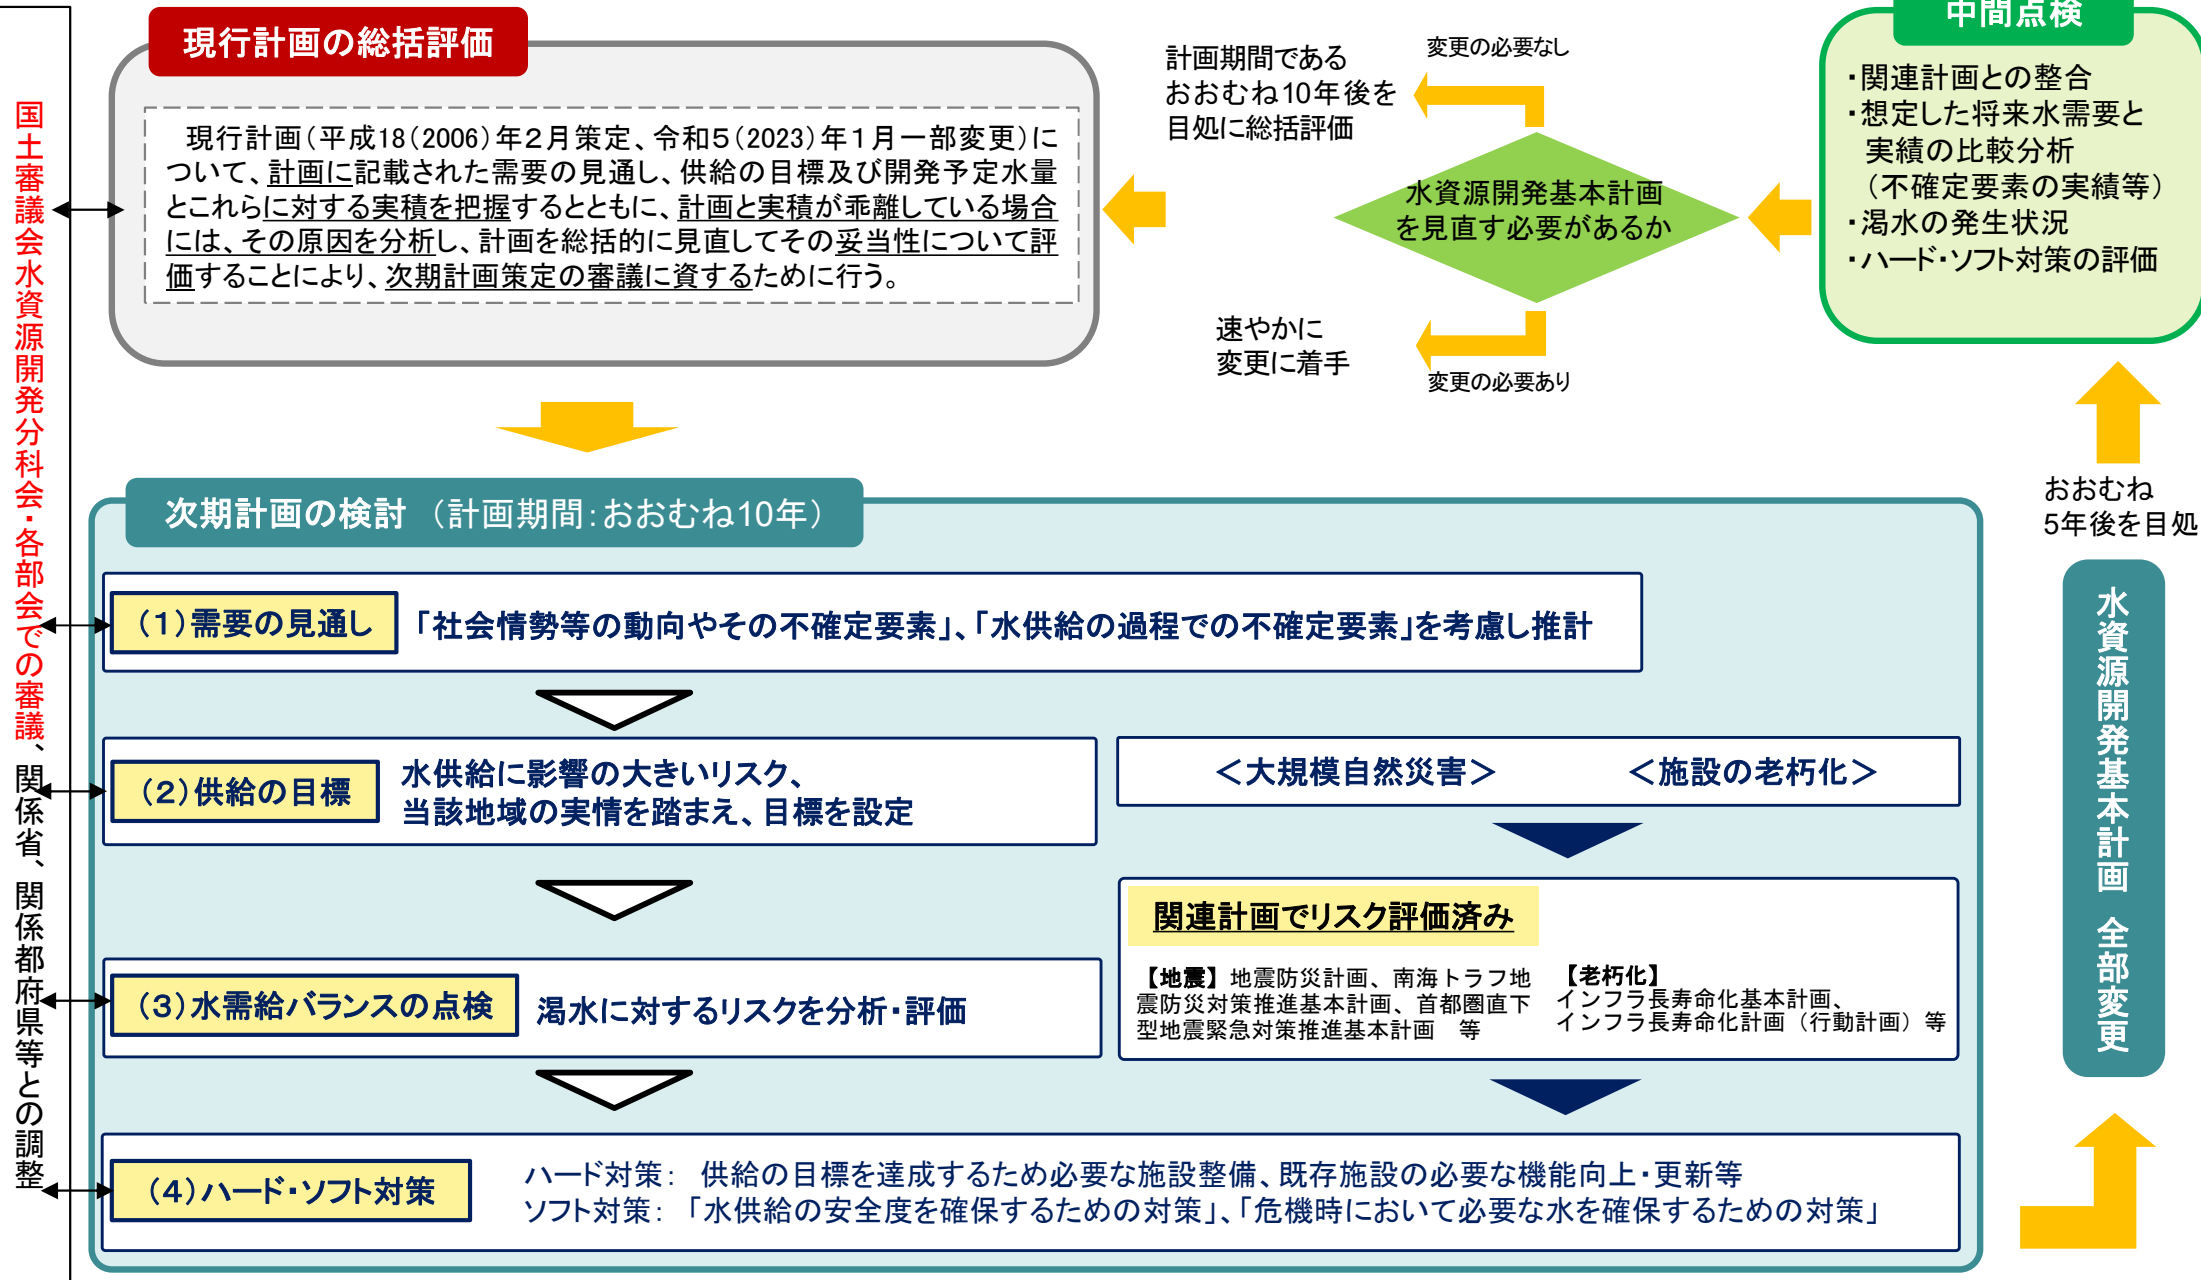 国土審議会水資源開発分科会・各部会での審議、関係省、関係都府県等との調整
現行計画の総括評価
現行計画(平成18(2006)年2月策定、令和5(2023)年1月一部変更)に
ついて、計画に記載された需要の見通し、供給の目標及び開発予定水量
とこれらに対する実績を把握するとともに、計画と実績が乖離している場合
には、その原因を分析し、計画を総括的に見直してその妥当性について評
価することにより、次期計画策定の審議に資するために行う。
計画期間である
おおむね10年後を
目処に総括評価
変更の必要なし
水資源開発基本計画
を見直す必要があるか
速やかに
変更に着手
変更の必要あり
中間点検
・関連計画との整合
・想定した将来水需要と
実績の比較分析
(不確定要素の実績等)
・渇水の発生状況
・ハード・ソフト対策の評価
おおむね
5年後を目処
水資源開発基本計画 全部変更
次期計画の検討 (計画期間:おおむね10年)
(1)需要の見通し 「社会情勢等の動向やその不確定要素」、「水供給の過程での不確定要素」を考慮し推計
(2)供給の目標
水供給に影響の大きいリスク、
当該地域の実情を踏まえ、目標を設定
<大規模自然災害> <施設の老朽化>
関連計画でリスク評価済み
【地震】地震防災計画、南海トラフ地
震防災対策推進基本計画、首都圏直下
型地震緊急対策推進基本計画 等
【老朽化】
インフラ長寿命化基本計画、
インフラ長寿命化計画(行動計画)等
(3)水需給バランスの点検 渇水に対するリスクを分析・評価
(4)ハード・ソフト対策
ハード対策: 供給の目標を達成するため必要な施設整備、既存施設の必要な機能向上・更新等
ソフト対策: 「水供給の安全度を確保するための対策」、「危機時において必要な水を確保するための対策」